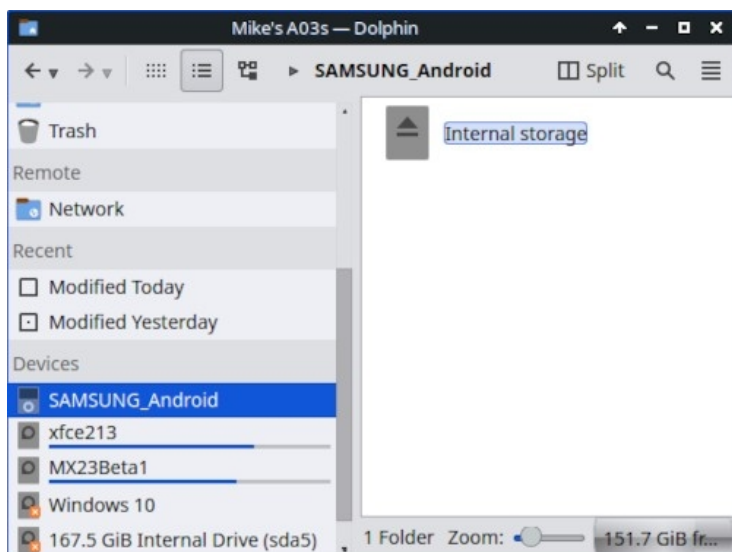 Mike's A03s — Dolphin
SAMSUNG_Android
Split
Trash
Remote
Network
Recent
Modified Today
Modified Yesterday
Devices
SAMSUNG_Android
xfce213
MX23Beta1
Windows 10
167.5 GiB Internal Drive (sda5)
Internal storage
1 Folder Zoom: 151.7 GiB fr...